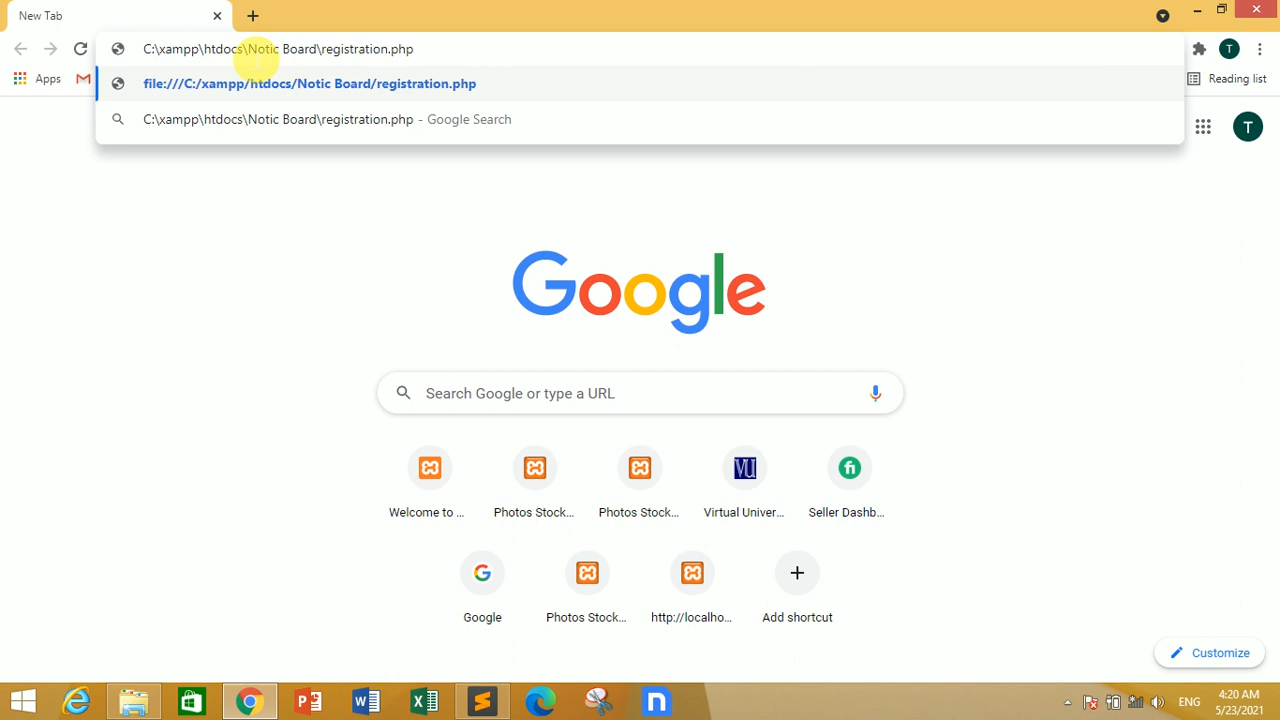 New Tab
C:\xampp\htdocs\Notic Board\registration.php
T
Apps
Reading list
file:///C:/xampp/htdocs/Notic Board/registration.php
C:\xampp\htdocs\Notic Board\registration.php - Google Search
T
Google
Search Google or type a URL
Welcome to ...
Photos Stock...
Photos Stock...
VU
Virtual Univer...
fi
Seller Dashb...
Google
Photos Stock...
http://localho...
Add shortcut
Customize
ENG
4:20 AM
5/23/2021